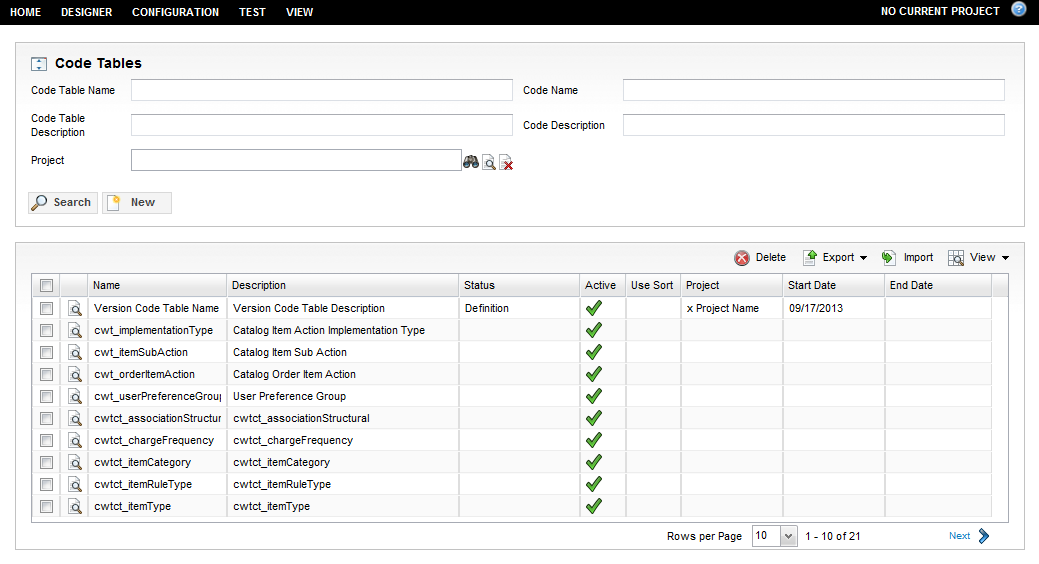 HOME DESIGNER CONFIGURATION TEST VIEW NO CURRENT PROJECT
Code Tables
Code Table Name Code Name
Code Table
Description Code Description
Project
Search New
Delete Export Import View
Name Description Status Active Use Sort Project Start Date End Date
Version Code Table Name Version Code Table Description Definition x Project Name 09/17/2013
cwt_implementationType Catalog Item Action Implementation Type
cwt_itemSubAction Catalog Item Sub Action
cwt_orderItemAction Catalog Order Item Action
cwt_userPreferenceGrou User Preference Group
cwtct_associationStructur cwtct_associationStructural
cwtct_chargeFrequency cwtct_chargeFrequency
cwtct_itemCategory cwtct_itemCategory
cwtct_itemRuleType cwtct_itemRuleType
cwtct_itemType cwtct_itemType
Rows per Page 10 1 - 10 of 21 Next